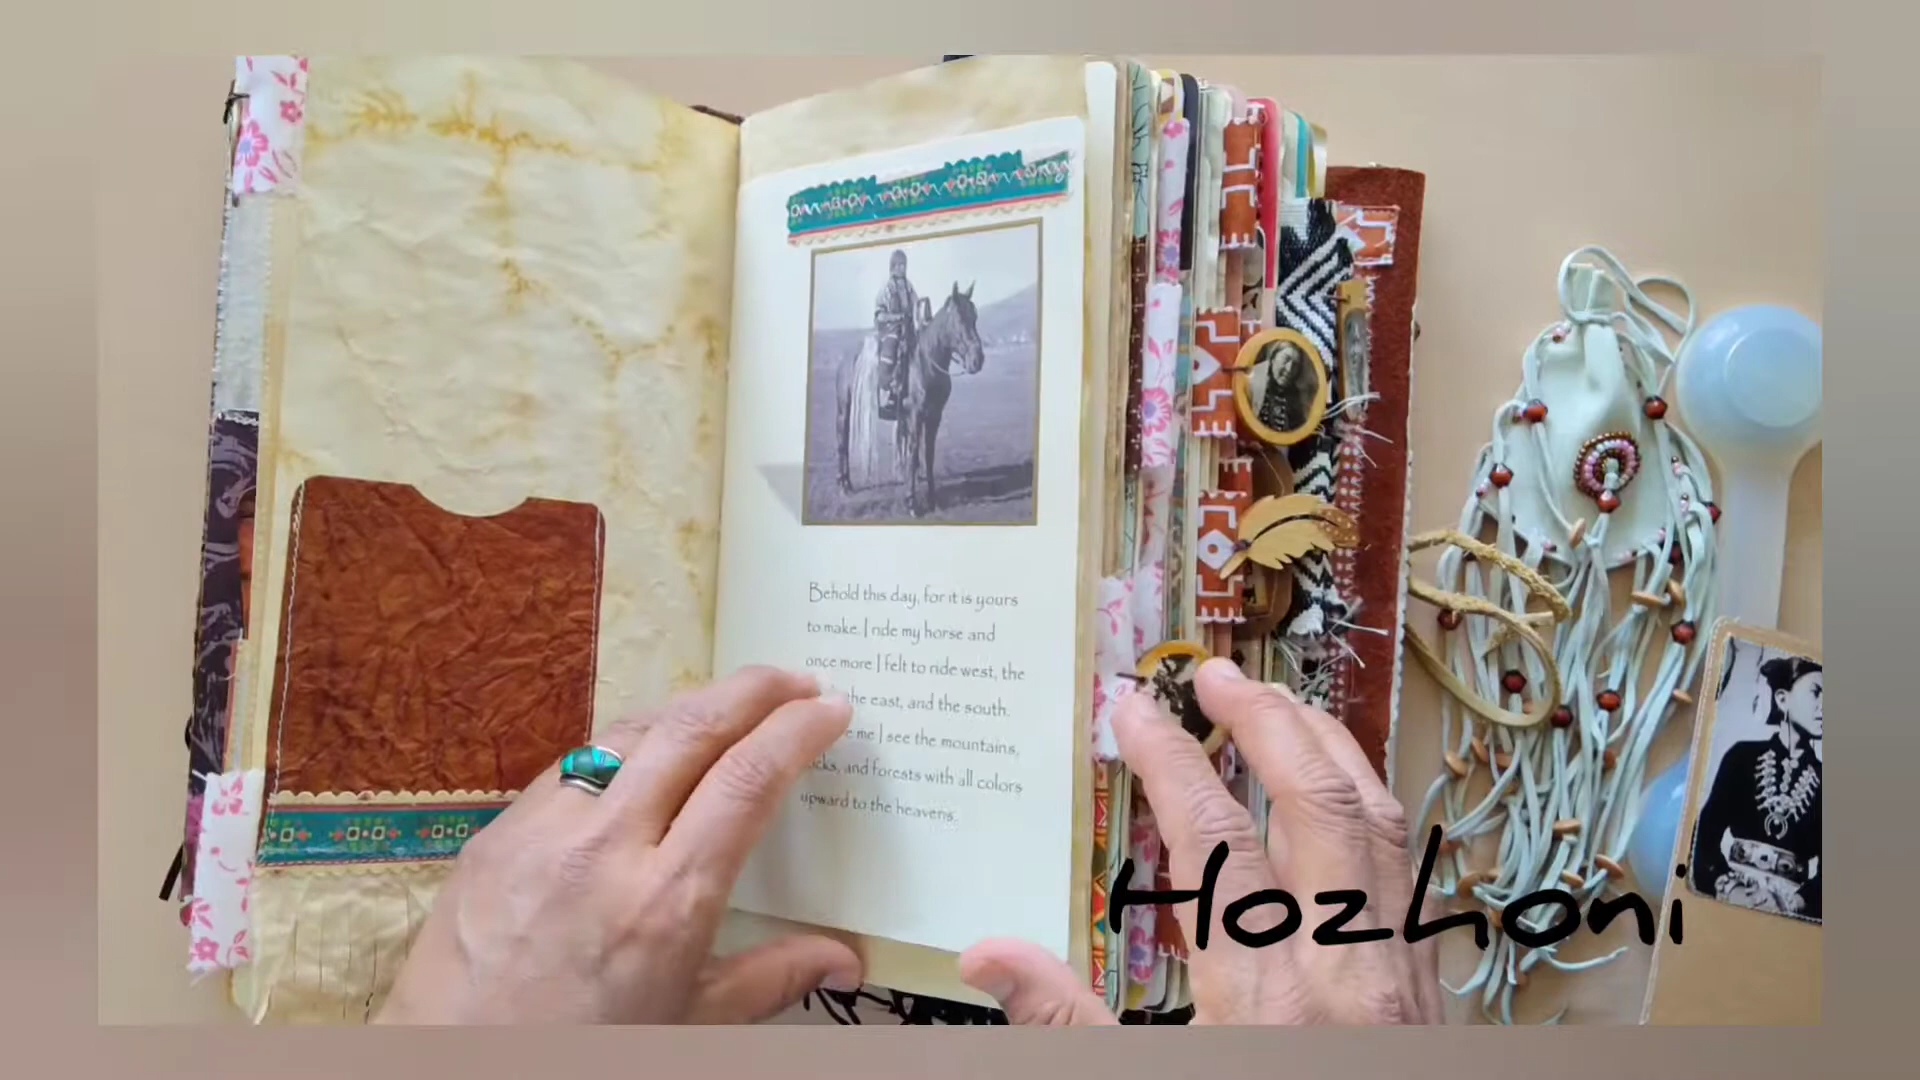 Behold this day, for it is yours
to make. I ride my horse and
once more I felt to ride west, the
the east, and the south.
me I see the mountains,
and forests with all colors
upward to the heavens.
Hozhoni